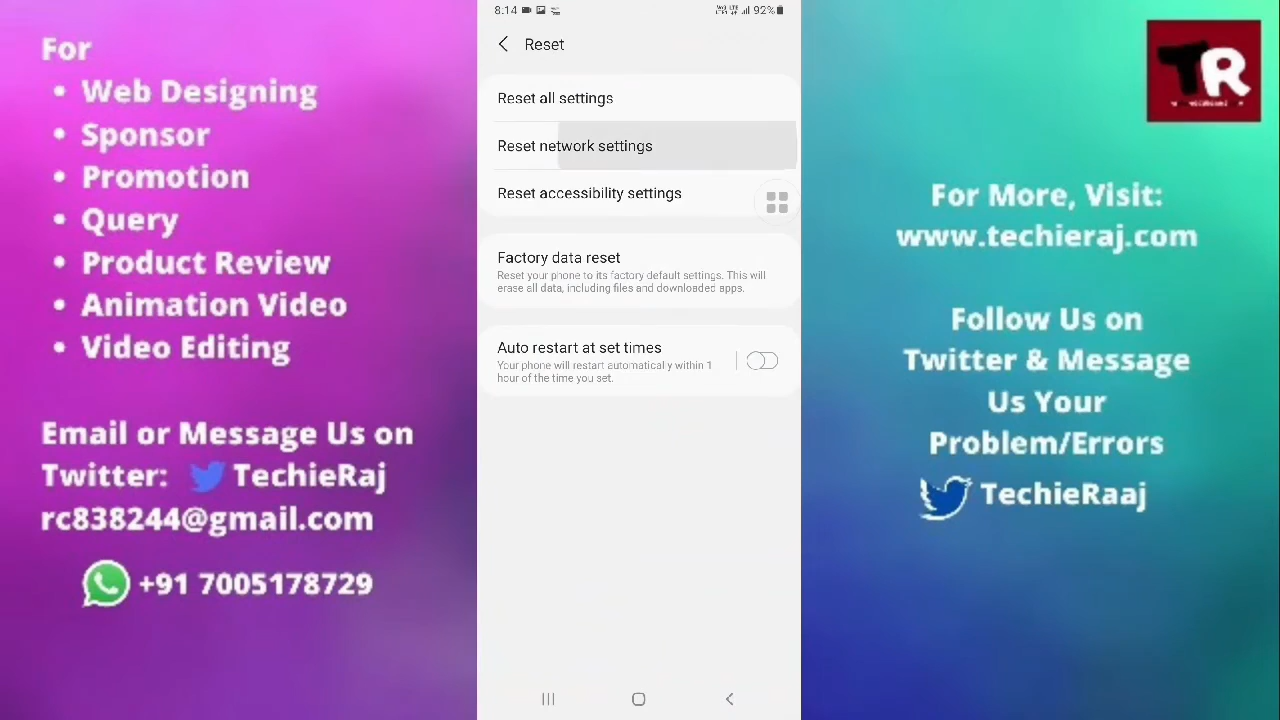 For
• Web Designing
• Sponsor
• Promotion
• Query
• Product Review
• Animation Video
• Video Editing
Email or Message Us on
Twitter: TechieRaj
rc838244@gmail.com
+91 7005178729
8:14
92%
Reset
Reset all settings
Reset network settings
Reset accessibility settings
Factory data reset
Reset your phone to its factory default settings. This will
erase all data, including files and downloaded apps.
Auto restart at set times
Your phone will restart automatical y within 1
hour of the time you set.
TR
For More, Visit:
www.techieraj.com
Follow Us on
Twitter & Message
Us Your
Problem/Errors
TechieRaaj